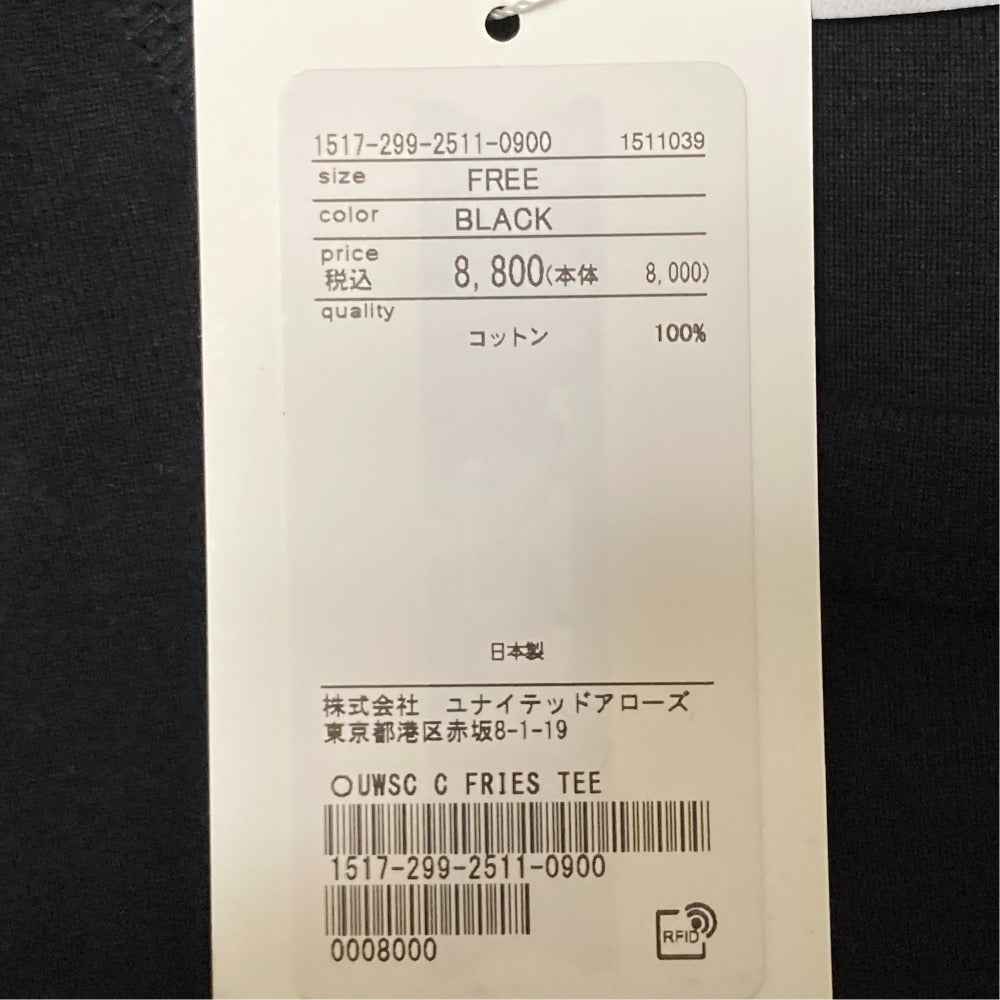 1517-299-2511-0900 1511039
size FREE
color BLACK
price
税込 8,800(本体 8,000)
quality
コットン 100%
日本製
株式会社 ユナイテッドアローズ
東京都港区赤坂8-1-19
○UWSC C FRIES TEE
1517-299-2511-0900
0008000
RFID